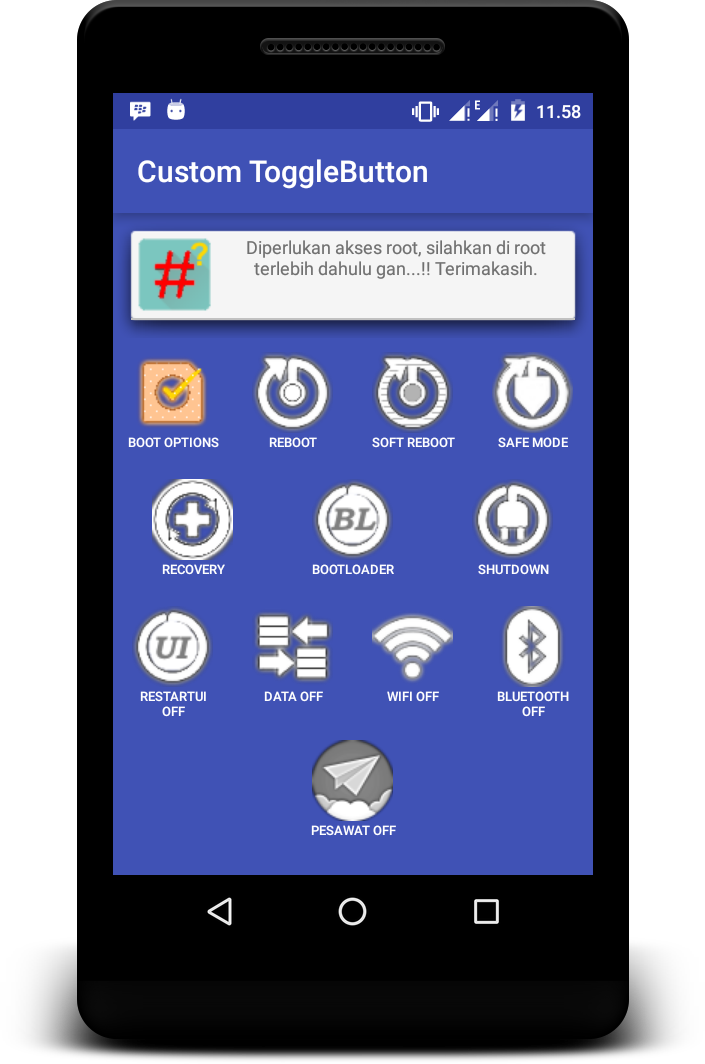 E 11.58
Custom ToggleButton
#?
Diperlukan akses root, silahkan di root
terlebih dahulu gan...!! Terimakasih.
BOOT OPTIONS REBOOT SOFT REBOOT SAFE MODE
BL
RECOVERY BOOTLOADER SHUTDOWN
UI
RESTARTUI DATA OFF WIFI OFF BLUETOOTH
OFF OFF
PESAWAT OFF